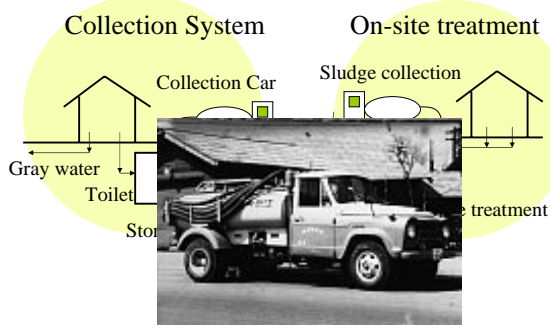 Collection System
On-site treatment
Collection Car
Sludge collection
Gray water
Toilet
treatment